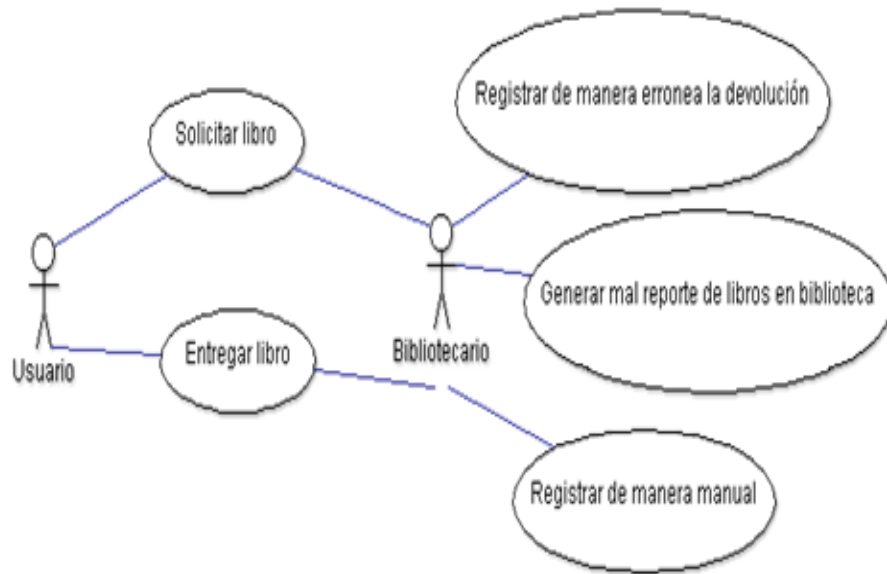 Registrar de manera erronea la devolución
Solicitar libro
Generar mal reporte de libros en biblioteca
Entregar libro
Bibliotecario
Usuario
Registrar de manera manual